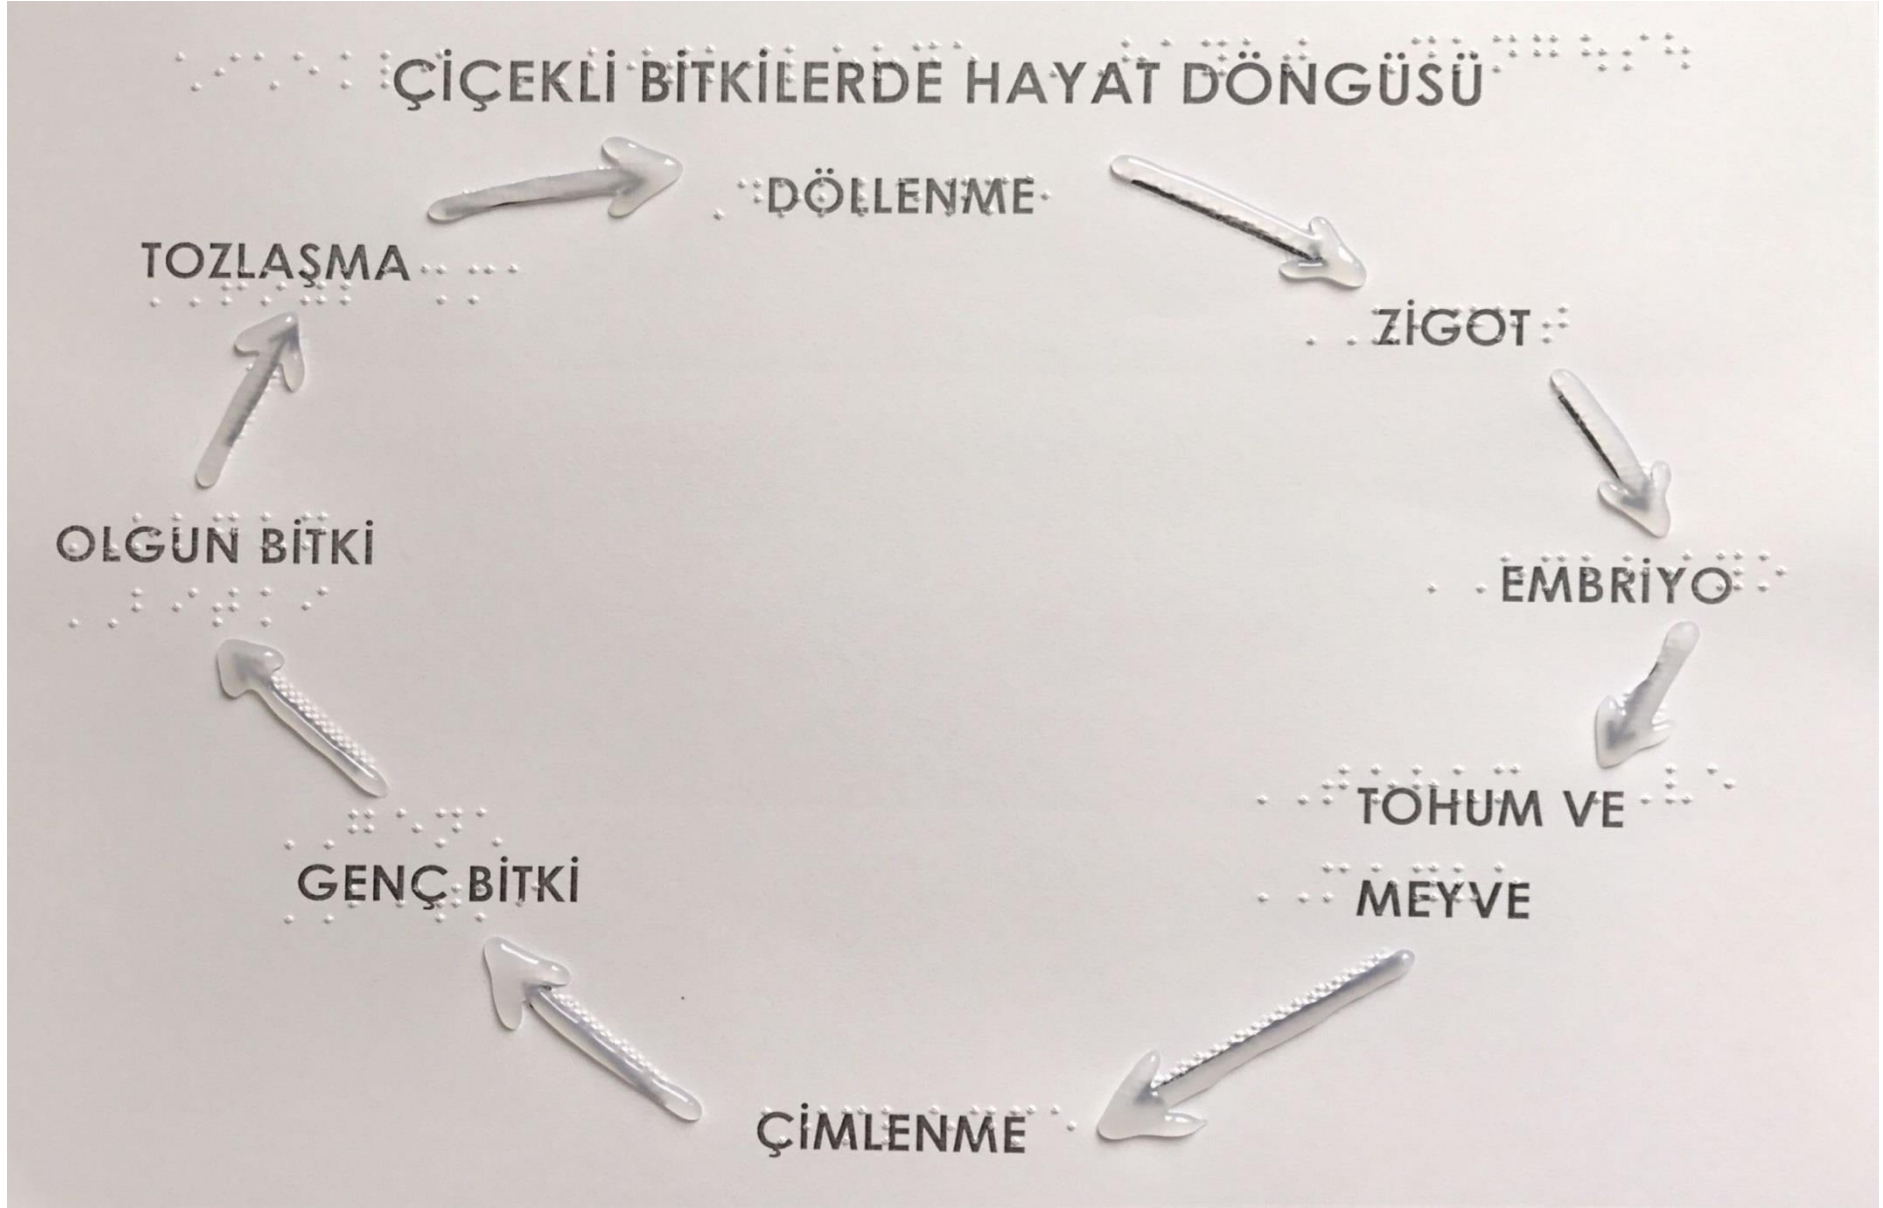 ÇİÇEKLİ BİTKİLERDE HAYAT DÖNGÜSÜ
DÖLLENME
TOZLAŞMA
ZİGOT
OLGUN BİTKİ
EMBRİYO
TOHUM VE
MEYVE
GENÇ BİTKİ
ÇİMLENME